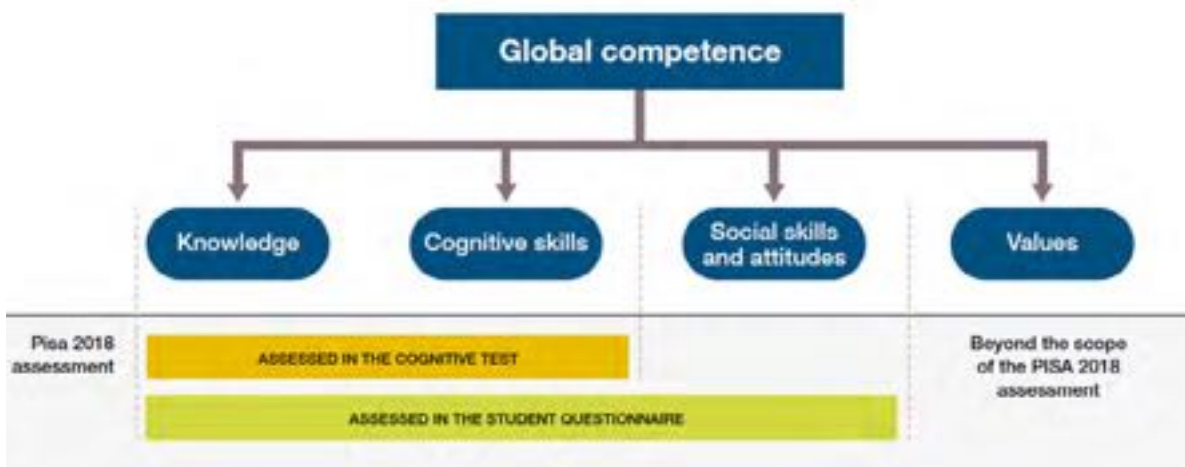 Global competence
Knowledge
Cognitive skills
Social skills
and attitudes
Values
Pisa 2018
assessment
ASSESSED IN THE COGNITIVE TEST
ASSESSED IN THE STUDENT QUESTIONNAIRE
Beyond the scope
of the PISA 2018
assessment